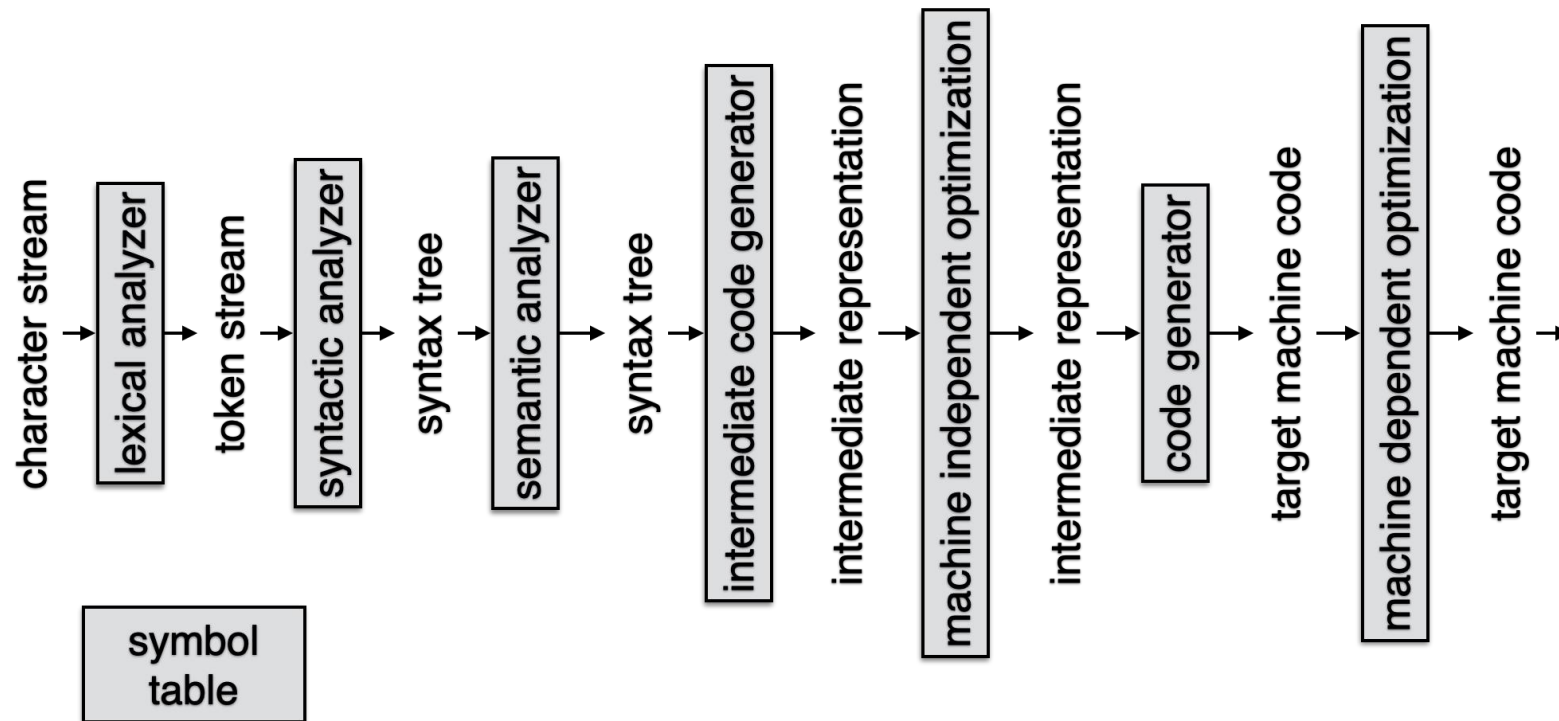 character stream
lexical analyzer
token stream
syntactic analyzer
syntax tree
semantic analyzer
syntax tree
intermediate code generator
intermediate representation
machine independent optimization
intermediate representation
code generator
target machine code
machine dependent optimization
target machine code
symbol
table